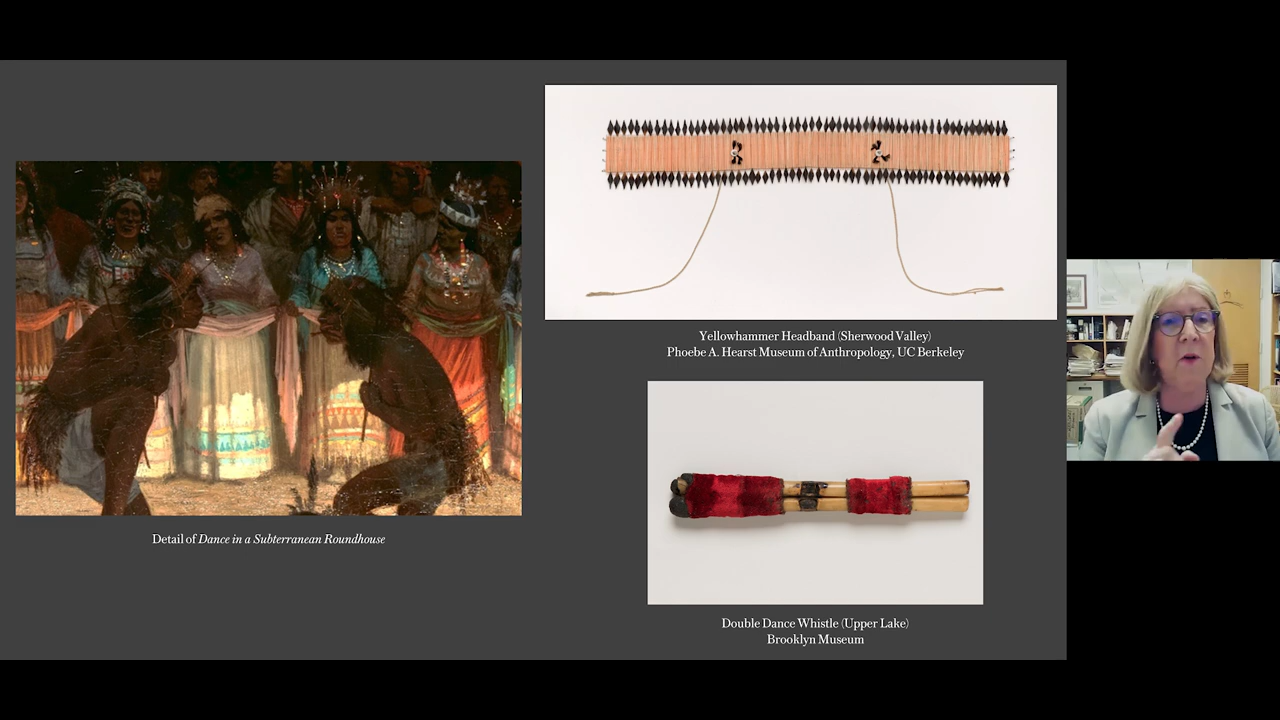 Yellowhammer Headband (Sherwood Valley)
Phoebe A. Hearst Museum of Anthropology, UC Berkeley
Detail of Dance in a Subterranean Roundhouse
Double Dance Whistle (Upper Lake)
Brooklyn Museum